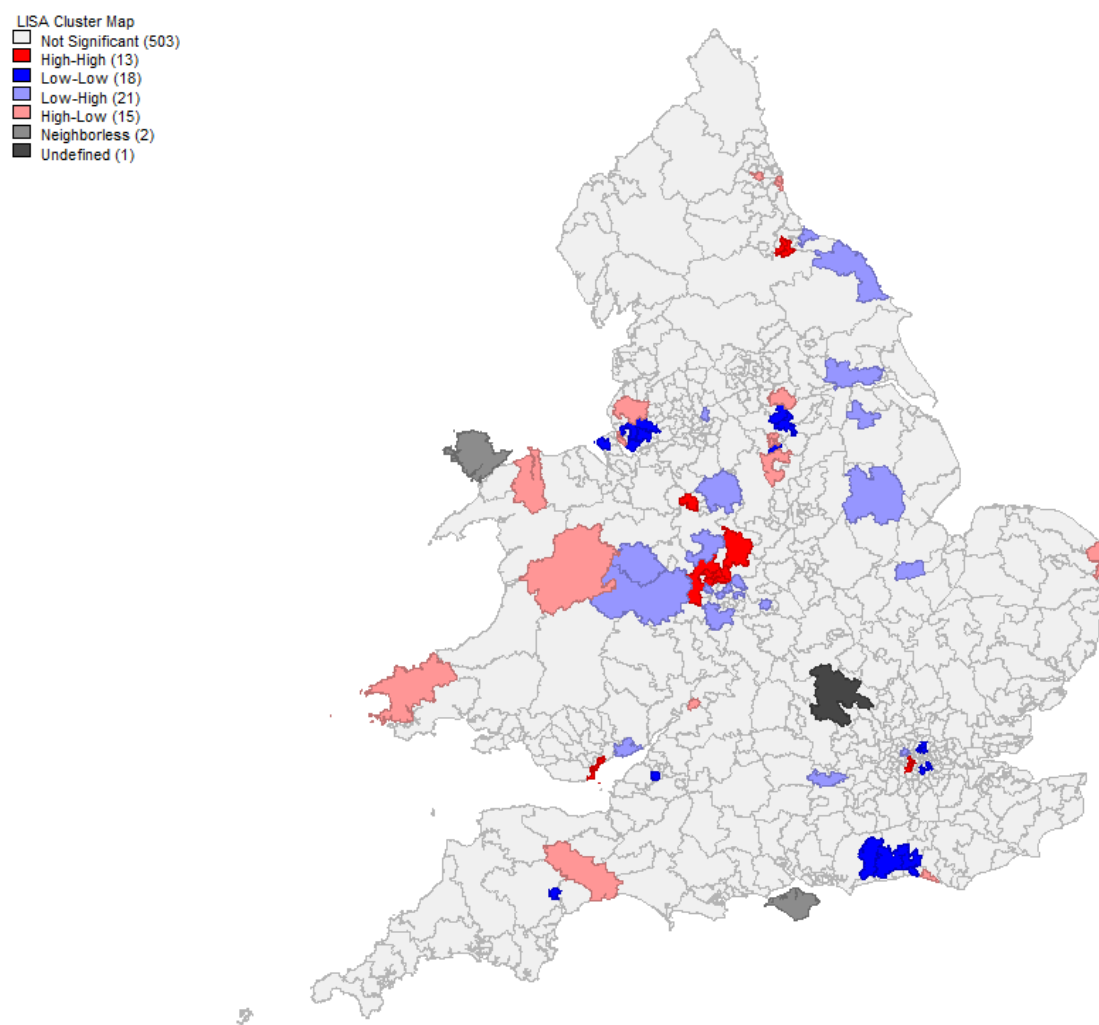 LISA Cluster Map
Not Significant (503)
High-High (13)
Low-Low (18)
Low-High (21)
High-Low (15)
Neighborless (2)
Undefined (1)